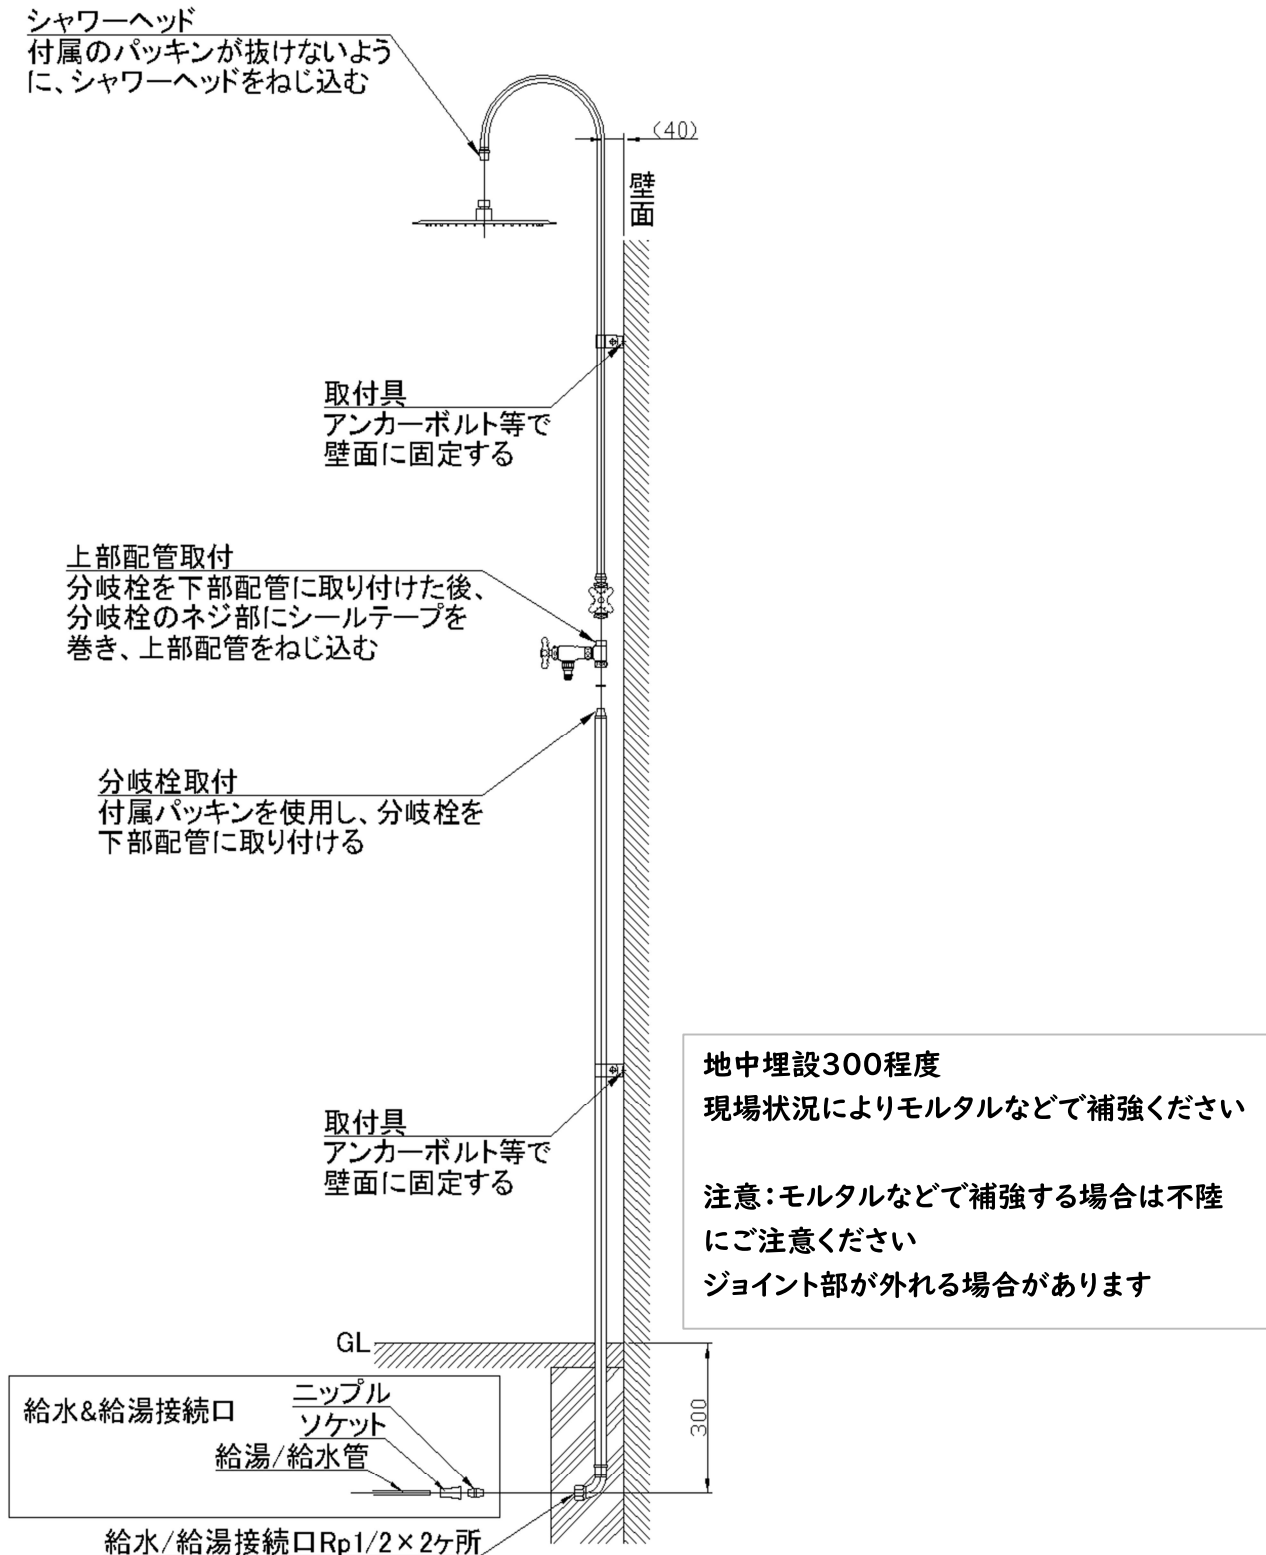 シャワーヘッド
付属のパッキンが抜けないよう
に、シャワーヘッドをねじ込む
(40)
壁面
取付具
アンカーボルト等で
壁面に固定する
上部配管取付
分岐栓を下部配管に取り付けた後、
分岐栓のネジ部にシールテープを
巻き、上部配管をねじ込む
分岐栓取付
付属パッキンを使用し、分岐栓を
下部配管に取り付ける
地中埋設300程度
現場状況によりモルタルなどで補強ください
注意：モルタルなどで補強する場合は不陸
にご注意ください
ジョイント部が外れる場合があります
取付具
アンカーボルト等で
壁面に固定する
GL
300
給水&給湯接続口
ニップル
ソケット
給湯/給水管
給水/給湯接続口Rp1/2×2ヶ所